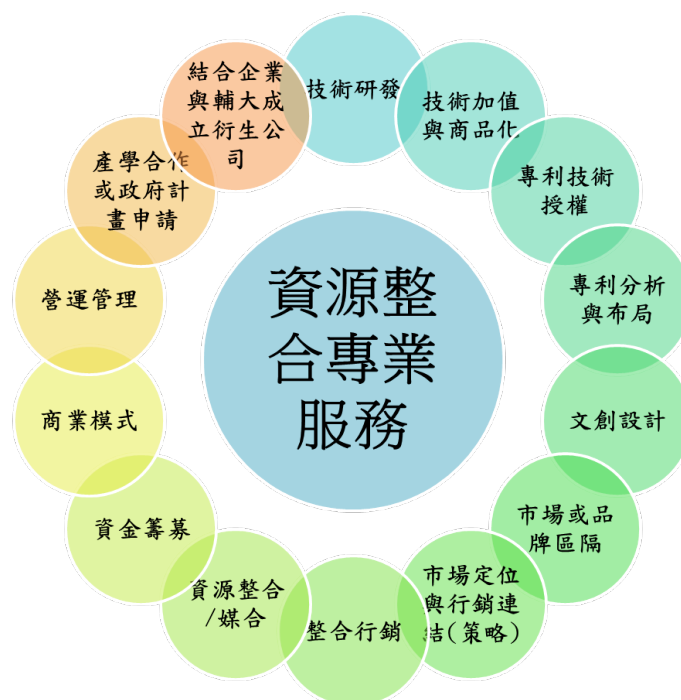 資源整
合專業
服務
技術研發
技術加值
與商品化
專利技術
授權
專利分析
與布局
文創設計
市場或品
牌區隔
市場定位
與行銷連
結(策略)
整合行銷
資源整合
/媒合
資金籌募
商業模式
營運管理
產學合作
或政府計
畫申請
結合企業
與輔大成
立衍生公
司